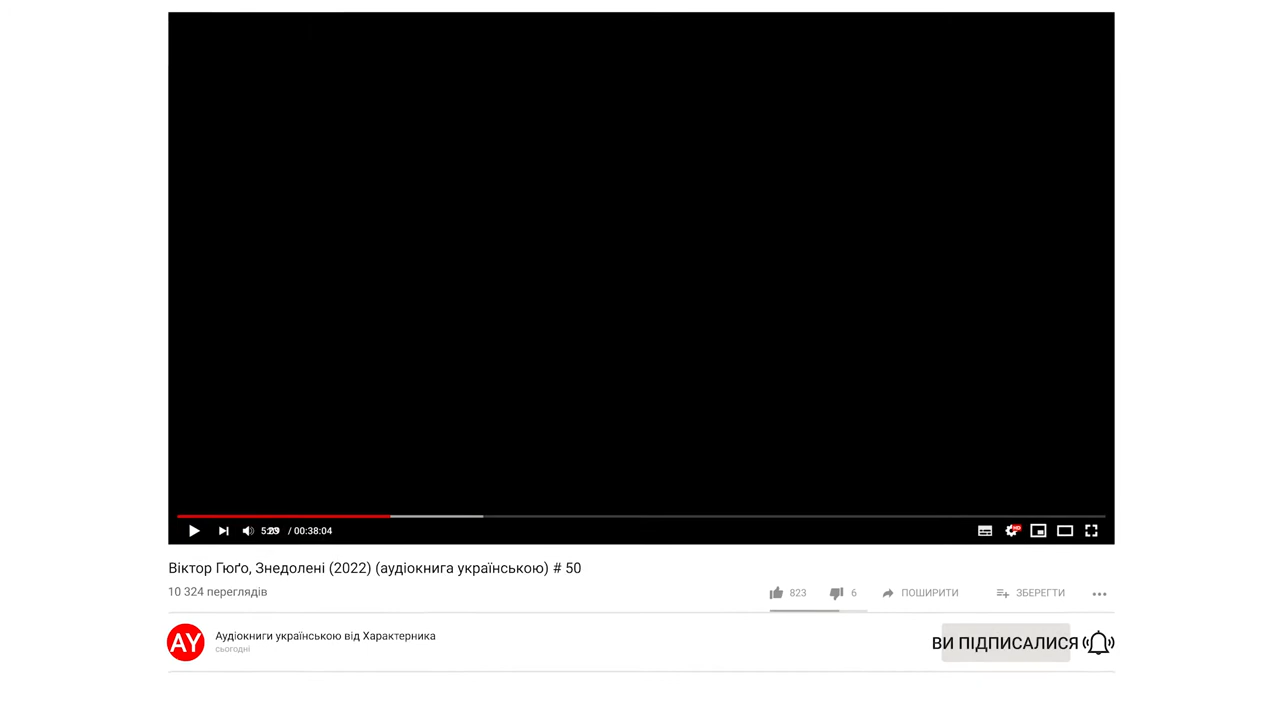 / 00:38:04
HD
Віктор Гюґо, Знедолені (2022) (аудіокнига українською) # 50
10 324 переглядів
823
6
ПОШИРИТИ
ЗБЕРЕГТИ
АУ
Аудіокниги українською від Характерника
сьогодні
ВИ ПІДПИСАЛИСЯ